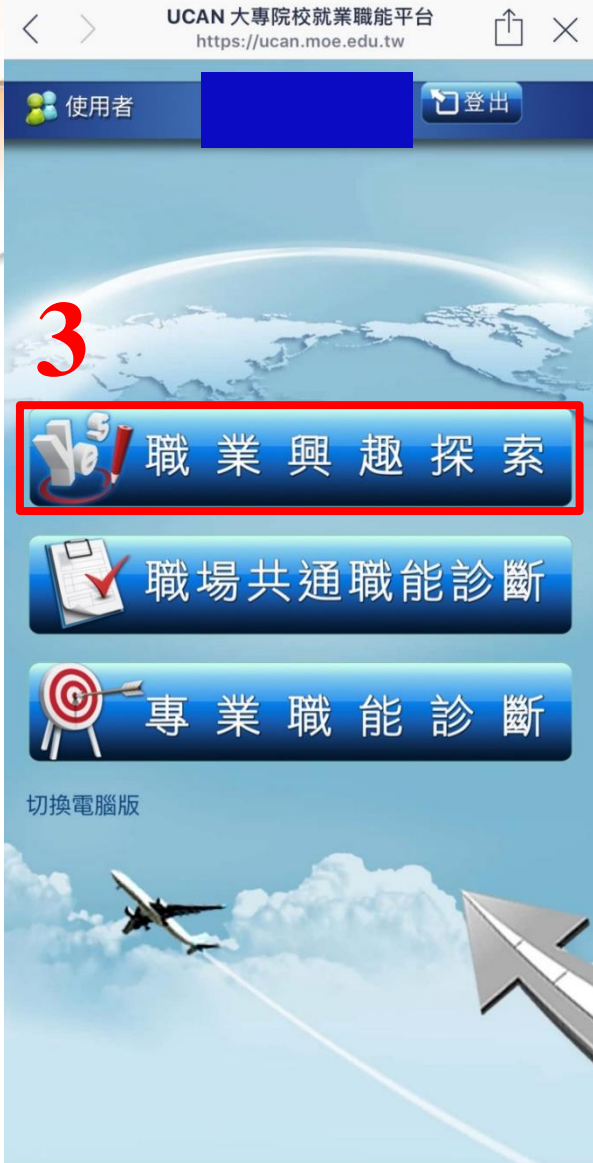 UCAN 大專院校就業職能平台
https://ucan.moe.edu.tw
使用者 登出
3
Yes! 職業興趣探索
職場共通職能診斷
專業職能診斷
切換電腦版